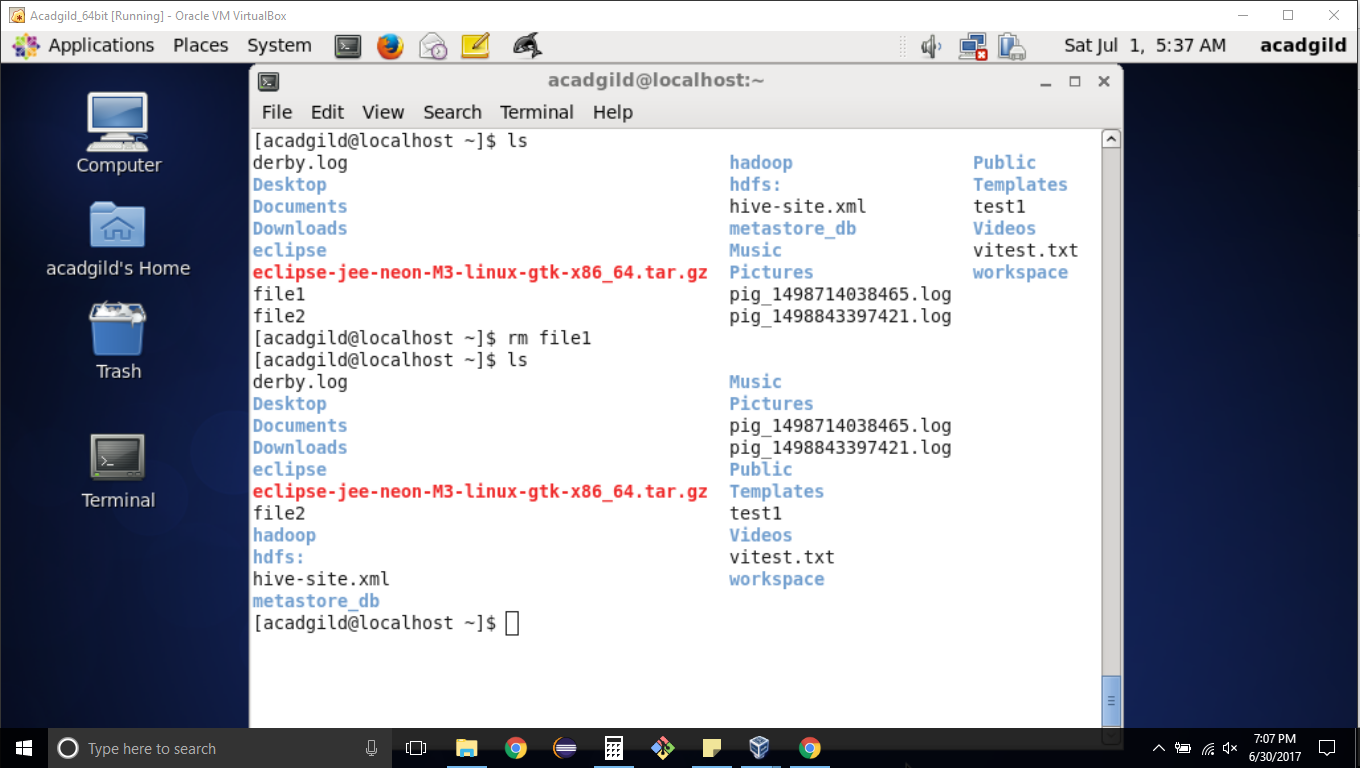 Acadgild_64bit [Running] - Oracle VM VirtualBox
Applications Places System Sat Jul 1, 5:37 AM acadgild
acadgild@localhost:~
File Edit View Search Terminal Help
Computer
acadgild's Home
Trash
Terminal
[acadgild@localhost ~]$ ls
derby.log hadoop Public
Desktop hdfs: Templates
Documents hive-site.xml test1
Downloads metastore_db Videos
eclipse Music vitest.txt
eclipse-jee-neon-M3-linux-gtk-x86_64.tar.gz Pictures workspace
file1 pig_1498714038465.log
file2 pig_1498843397421.log
[acadgild@localhost ~]$ rm file1
[acadgild@localhost ~]$ ls
derby.log Music
Desktop Pictures
Documents pig_1498714038465.log
Downloads pig_1498843397421.log
eclipse Public
eclipse-jee-neon-M3-linux-gtk-x86_64.tar.gz Templates
file2 test1
hadoop Videos
hdfs: vitest.txt
hive-site.xml workspace
metastore_db
[acadgild@localhost ~]$
Type here to search
7:07 PM
6/30/2017